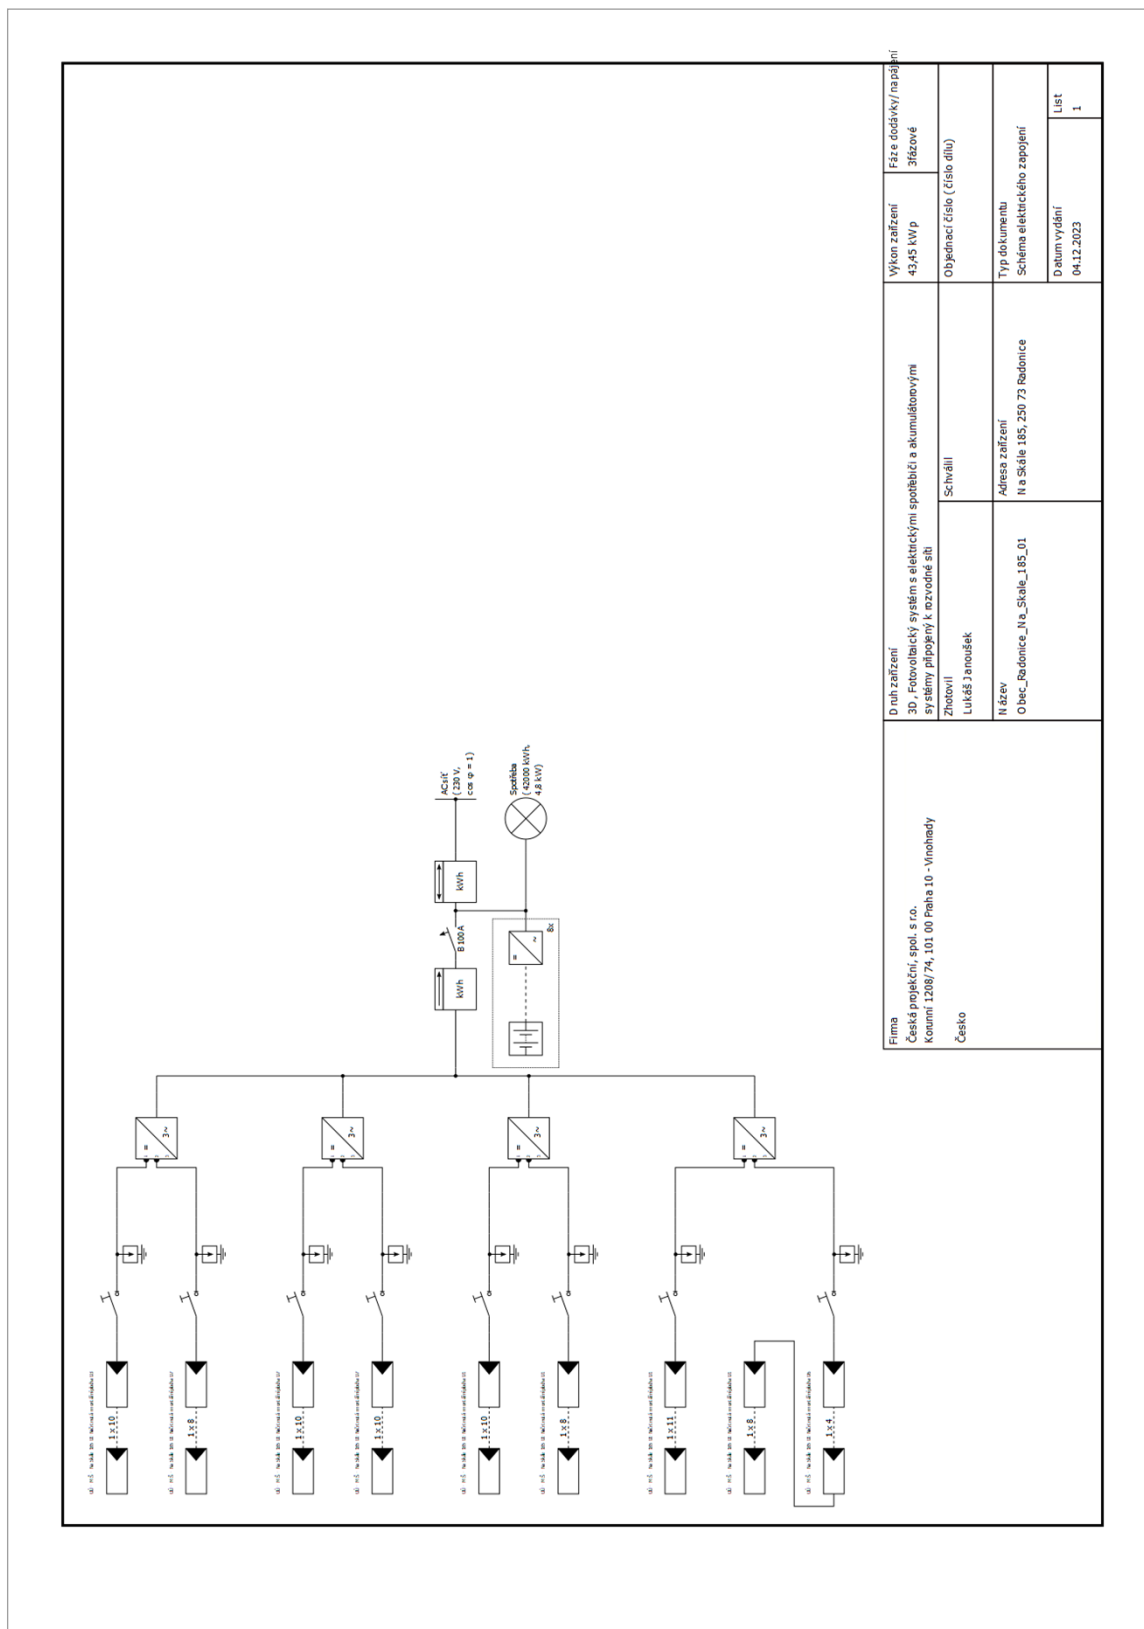 AC síť
(230 V,
cos φ = 1)
Spotřeba
(42000 kWh,
4,8 kW)
kWh
B 100 A
kWh
8x
=
~
=
3~
=
3~
=
3~
=
3~
1 x 10
1 x 8
1 x 10
1 x 10
1 x 10
1 x 8
1 x 11
1 x 8
1 x 4
Firma
Česká projekční, spol. s r.o.
Korunní 1208/74, 101 00 Praha 10 - Vinohrady
Česko
Druh zařízení
3D, Fotovoltaický systém s elektrickými spotřebiči a akumulátorovými
systémy připojený k rozvodné síti
Výkon zařízení
43,45 kWp
Fáze dodávky/napájení
3fázové
Zhotovil
Lukáš Janoušek
Schválil
Objednací číslo (číslo dílu)
Název
Obec_Radonice_Na_Skale_185_01
Adresa zařízení
Na Skále 185, 250 73 Radonice
Typ dokumentu
Schéma elektrického zapojení
Datum vydání
04.12.2023
List
1